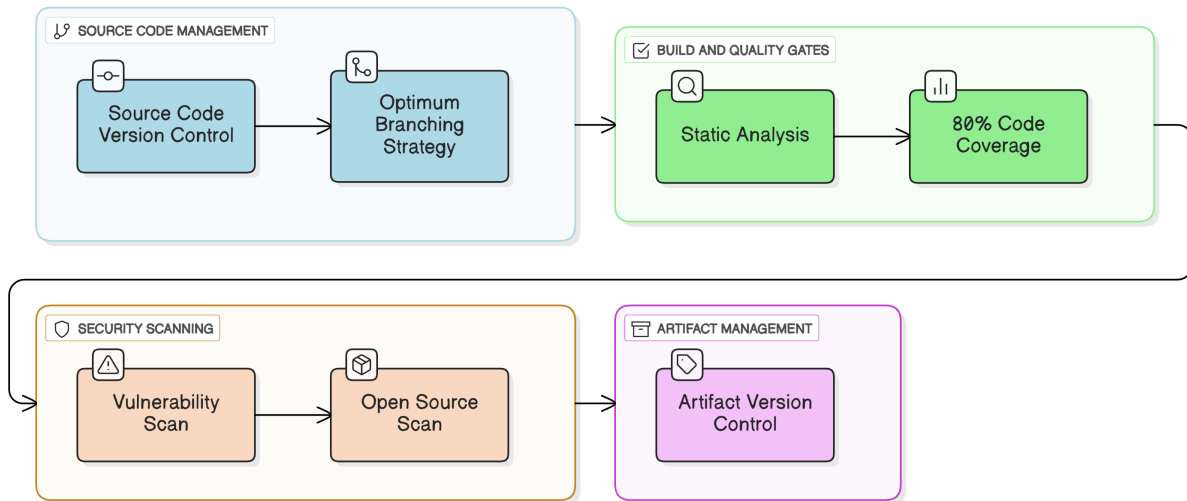 SOURCE CODE MANAGEMENT
Source Code
Version Control
Optimum
Branching
Strategy
BUILD AND QUALITY GATES
Static Analysis
80% Code
Coverage
SECURITY SCANNING
Vulnerability
Scan
Open Source
Scan
ARTIFACT MANAGEMENT
Artifact Version
Control